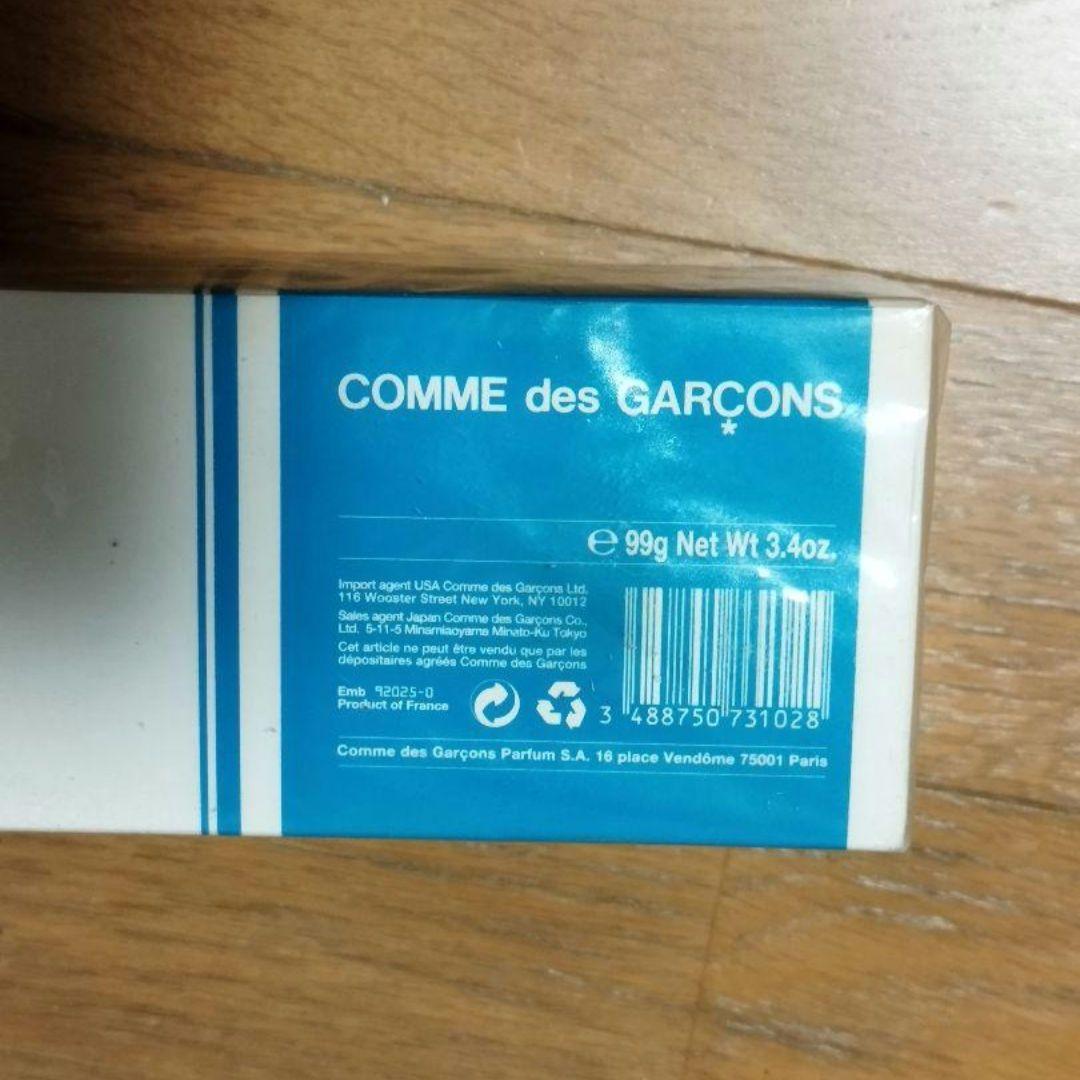 COMME des GARÇONS
*
℮ 99g Net Wt 3.4oz.
Import agent USA Comme des Garçons Ltd.
116 Wooster Street New York, NY 10012
Sales agent Japan Comme des Garçons Co.,
Ltd. 5-11-5 Minamiaoyama Minato-Ku Tokyo
Cet article ne peut être vendu que par les
dépositaires agréés Comme des Garçons
Emb 92025-0
Product of France
3 488750 731028
Comme des Garçons Parfum S.A. 16 place Vendôme 75001 Paris